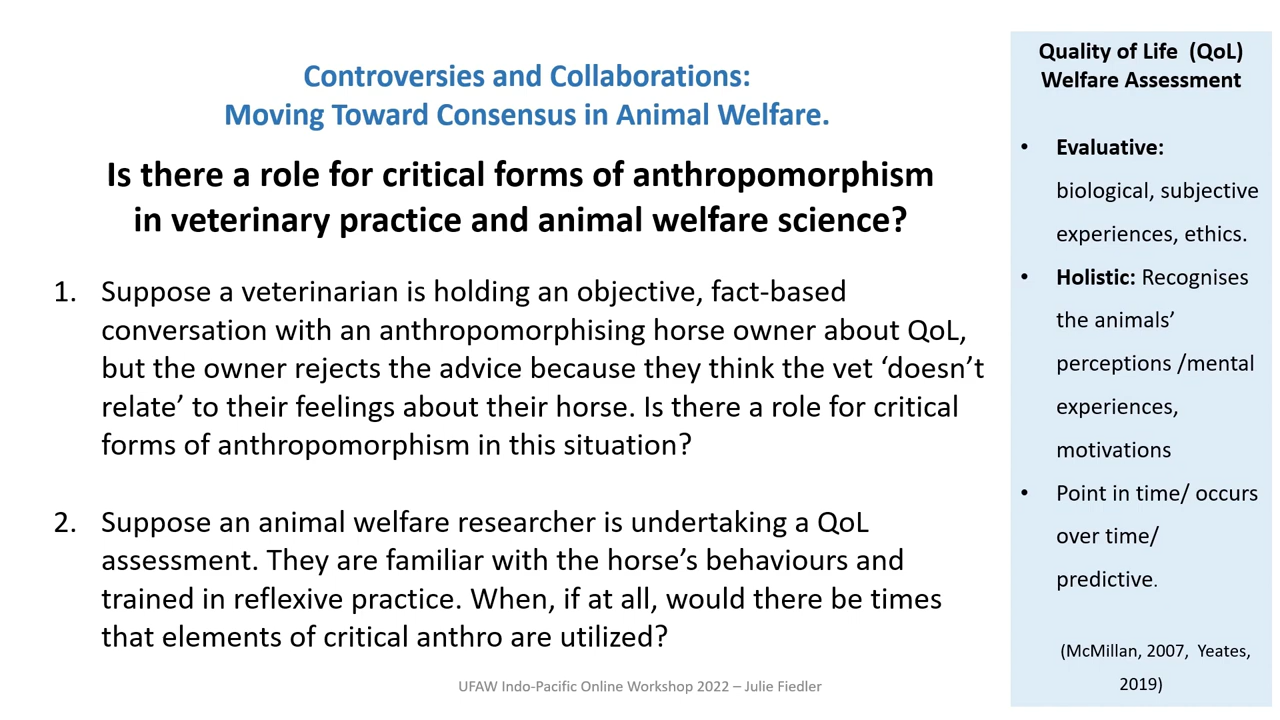 Controversies and Collaborations:
Moving Toward Consensus in Animal Welfare.
Is there a role for critical forms of anthropomorphism
in veterinary practice and animal welfare science?
1. Suppose a veterinarian is holding an objective, fact-based
conversation with an anthropomorphising horse owner about QoL,
but the owner rejects the advice because they think the vet ‘doesn’t
relate’ to their feelings about their horse. Is there a role for critical
forms of anthropomorphism in this situation?
2. Suppose an animal welfare researcher is undertaking a QoL
assessment. They are familiar with the horse’s behaviours and
trained in reflexive practice. When, if at all, would there be times
that elements of critical anthro are utilized?
UFAW Indo-Pacific Online Workshop 2022 – Julie Fiedler
Quality of Life (QoL)
Welfare Assessment
• Evaluative:
biological, subjective
experiences, ethics.
• Holistic: Recognises
the animals’
perceptions /mental
experiences,
motivations
• Point in time/ occurs
over time/
predictive.
(McMillan, 2007, Yeates,
2019)